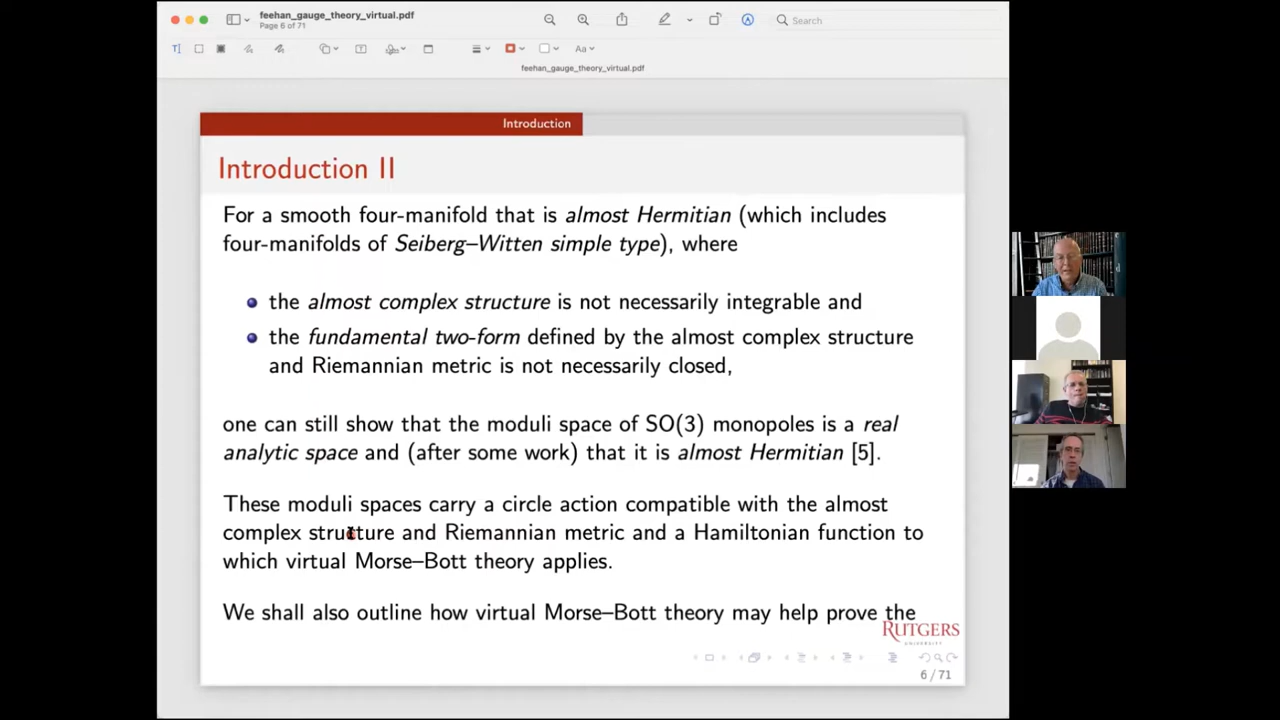 feehan_gauge_theory_virtual.pdf
Page 6 of 71
Search
Aa
feehan_gauge_theory_virtual.pdf
Introduction
Introduction II
For a smooth four-manifold that is almost Hermitian (which includes
four-manifolds of Seiberg–Witten simple type), where
the almost complex structure is not necessarily integrable and
the fundamental two-form defined by the almost complex structure
and Riemannian metric is not necessarily closed,
one can still show that the moduli space of SO(3) monopoles is a real
analytic space and (after some work) that it is almost Hermitian [5].
These moduli spaces carry a circle action compatible with the almost
complex structure and Riemannian metric and a Hamiltonian function to
which virtual Morse–Bott theory applies.
We shall also outline how virtual Morse–Bott theory may help prove the
RUTGERS
UNIVERSITY
6 / 71